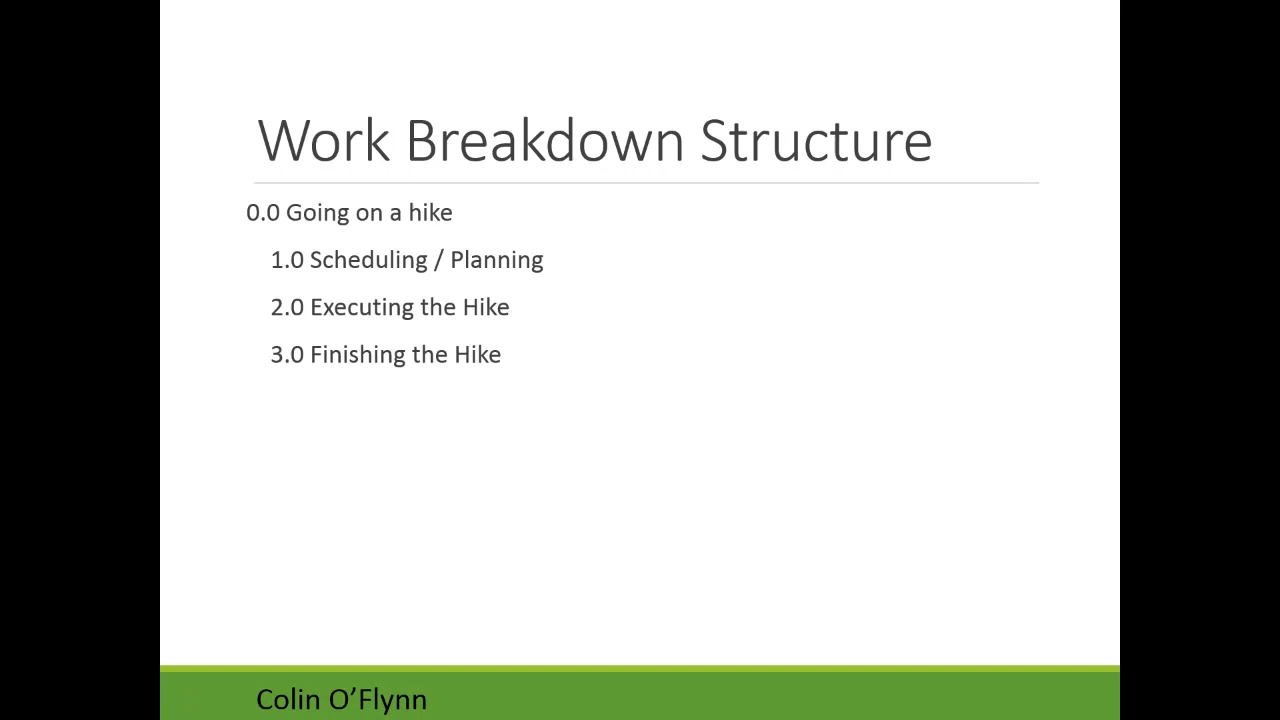 Work Breakdown Structure
0.0 Going on a hike
1.0 Scheduling / Planning
2.0 Executing the Hike
3.0 Finishing the Hike
Colin O’Flynn